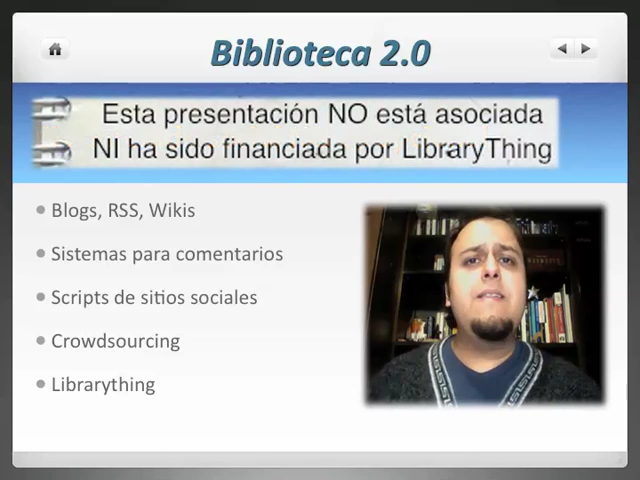 Biblioteca 2.0
Esta presentación NO está asociada
NI ha sido financiada por LibraryThing
Blogs, RSS, Wikis
Sistemas para comentarios
Scripts de sitios sociales
Crowdsourcing
Librarything